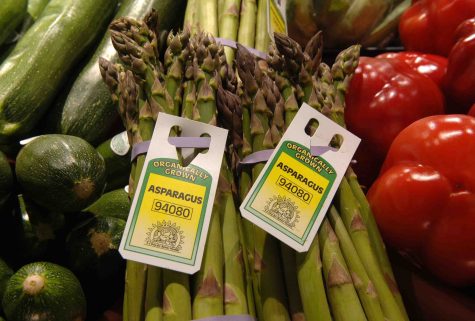 ORGANICALLY
GROWN
ASPARAGUS
94080
ORGANICALLY
GROWN
ASPARAGUS
94080